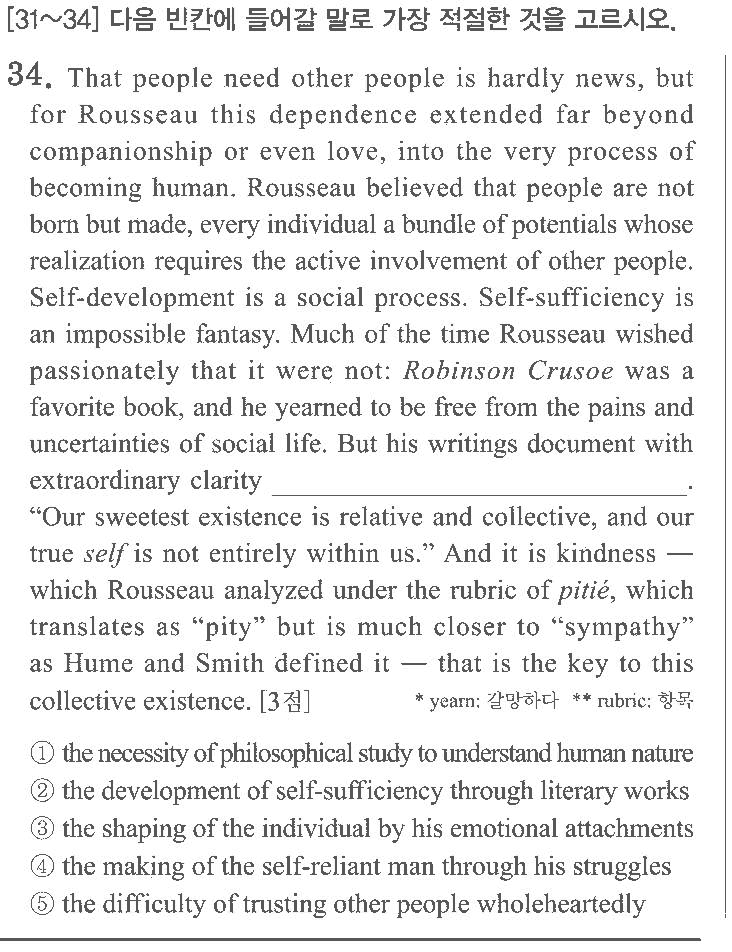 [31~34] 다음 빈칸에 들어갈 말로 가장 적절한 것을 고르시오.
34. That people need other people is hardly news, but
for Rousseau this dependence extended far beyond
companionship or even love, into the very process of
becoming human. Rousseau believed that people are not
born but made, every individual a bundle of potentials whose
realization requires the active involvement of other people.
Self-development is a social process. Self-sufficiency is
an impossible fantasy. Much of the time Rousseau wished
passionately that it were not: Robinson Crusoe was a
favorite book, and he yearned to be free from the pains and
uncertainties of social life. But his writings document with
extraordinary clarity ____________________.
“Our sweetest existence is relative and collective, and our
true self is not entirely within us.” And it is kindness —
which Rousseau analyzed under the rubric of pitié, which
translates as “pity” but is much closer to “sympathy”
as Hume and Smith defined it — that is the key to this
collective existence. [3점] * yearn: 갈망하다 ** rubric: 항목
① the necessity of philosophical study to understand human nature
② the development of self-sufficiency through literary works
③ the shaping of the individual by his emotional attachments
④ the making of the self-reliant man through his struggles
⑤ the difficulty of trusting other people wholeheartedly